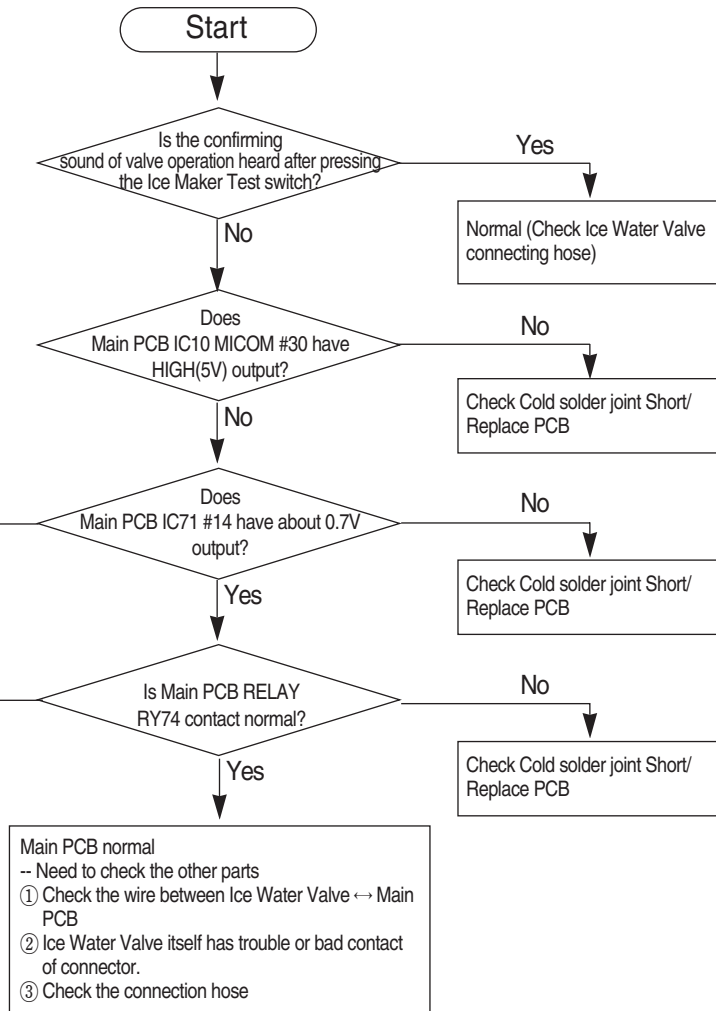 Start
Is the confirming
sound of valve operation heard after pressing
the Ice Maker Test switch?
Yes
Normal (Check Ice Water Valve
connecting hose)
No
Does
Main PCB IC10 MICOM #30 have
HIGH(5V) output?
No
Check Cold solder joint Short/
Replace PCB
No
Does
Main PCB IC71 #14 have about 0.7V
output?
No
Check Cold solder joint Short/
Replace PCB
Yes
Is Main PCB RELAY
RY74 contact normal?
No
Check Cold solder joint Short/
Replace PCB
Yes
Main PCB normal
-- Need to check the other parts
① Check the wire between Ice Water Valve ↔ Main
PCB
② Ice Water Valve itself has trouble or bad contact
of connector.
③ Check the connection hose